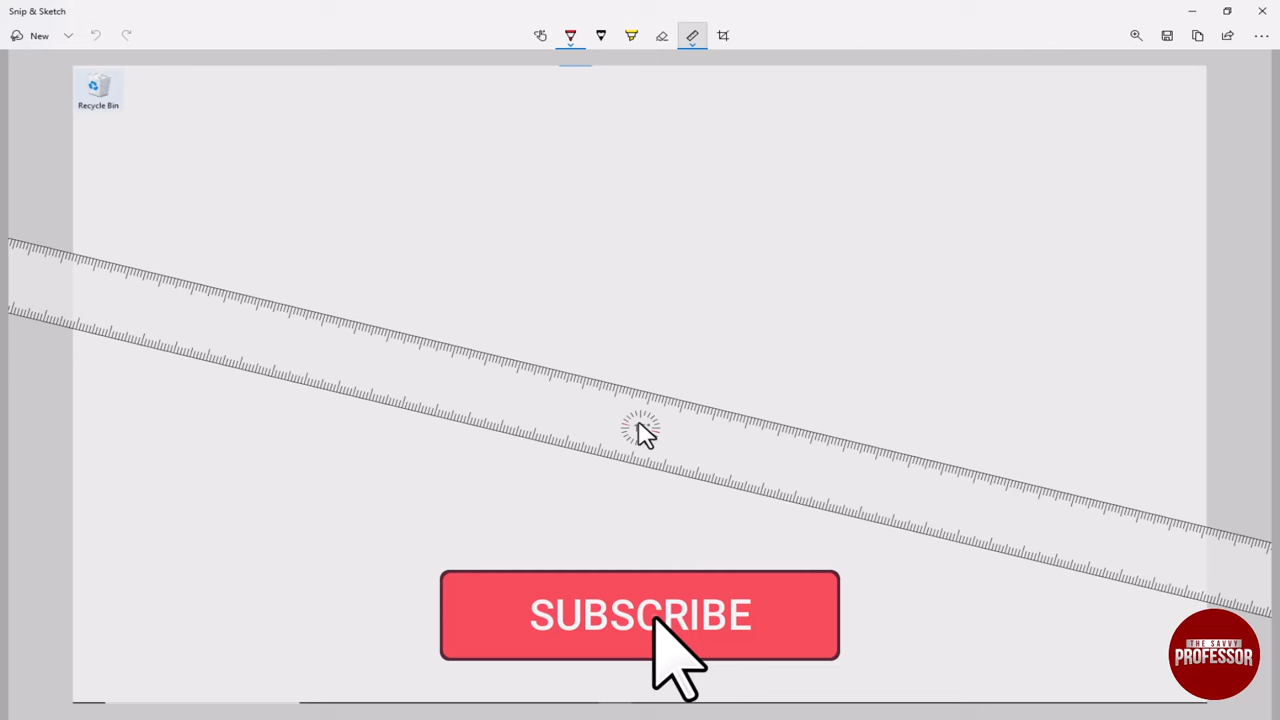 Snip & Sketch
New
Recycle Bin
SUBSCRIBE
THE SAVVY
PROFESSOR